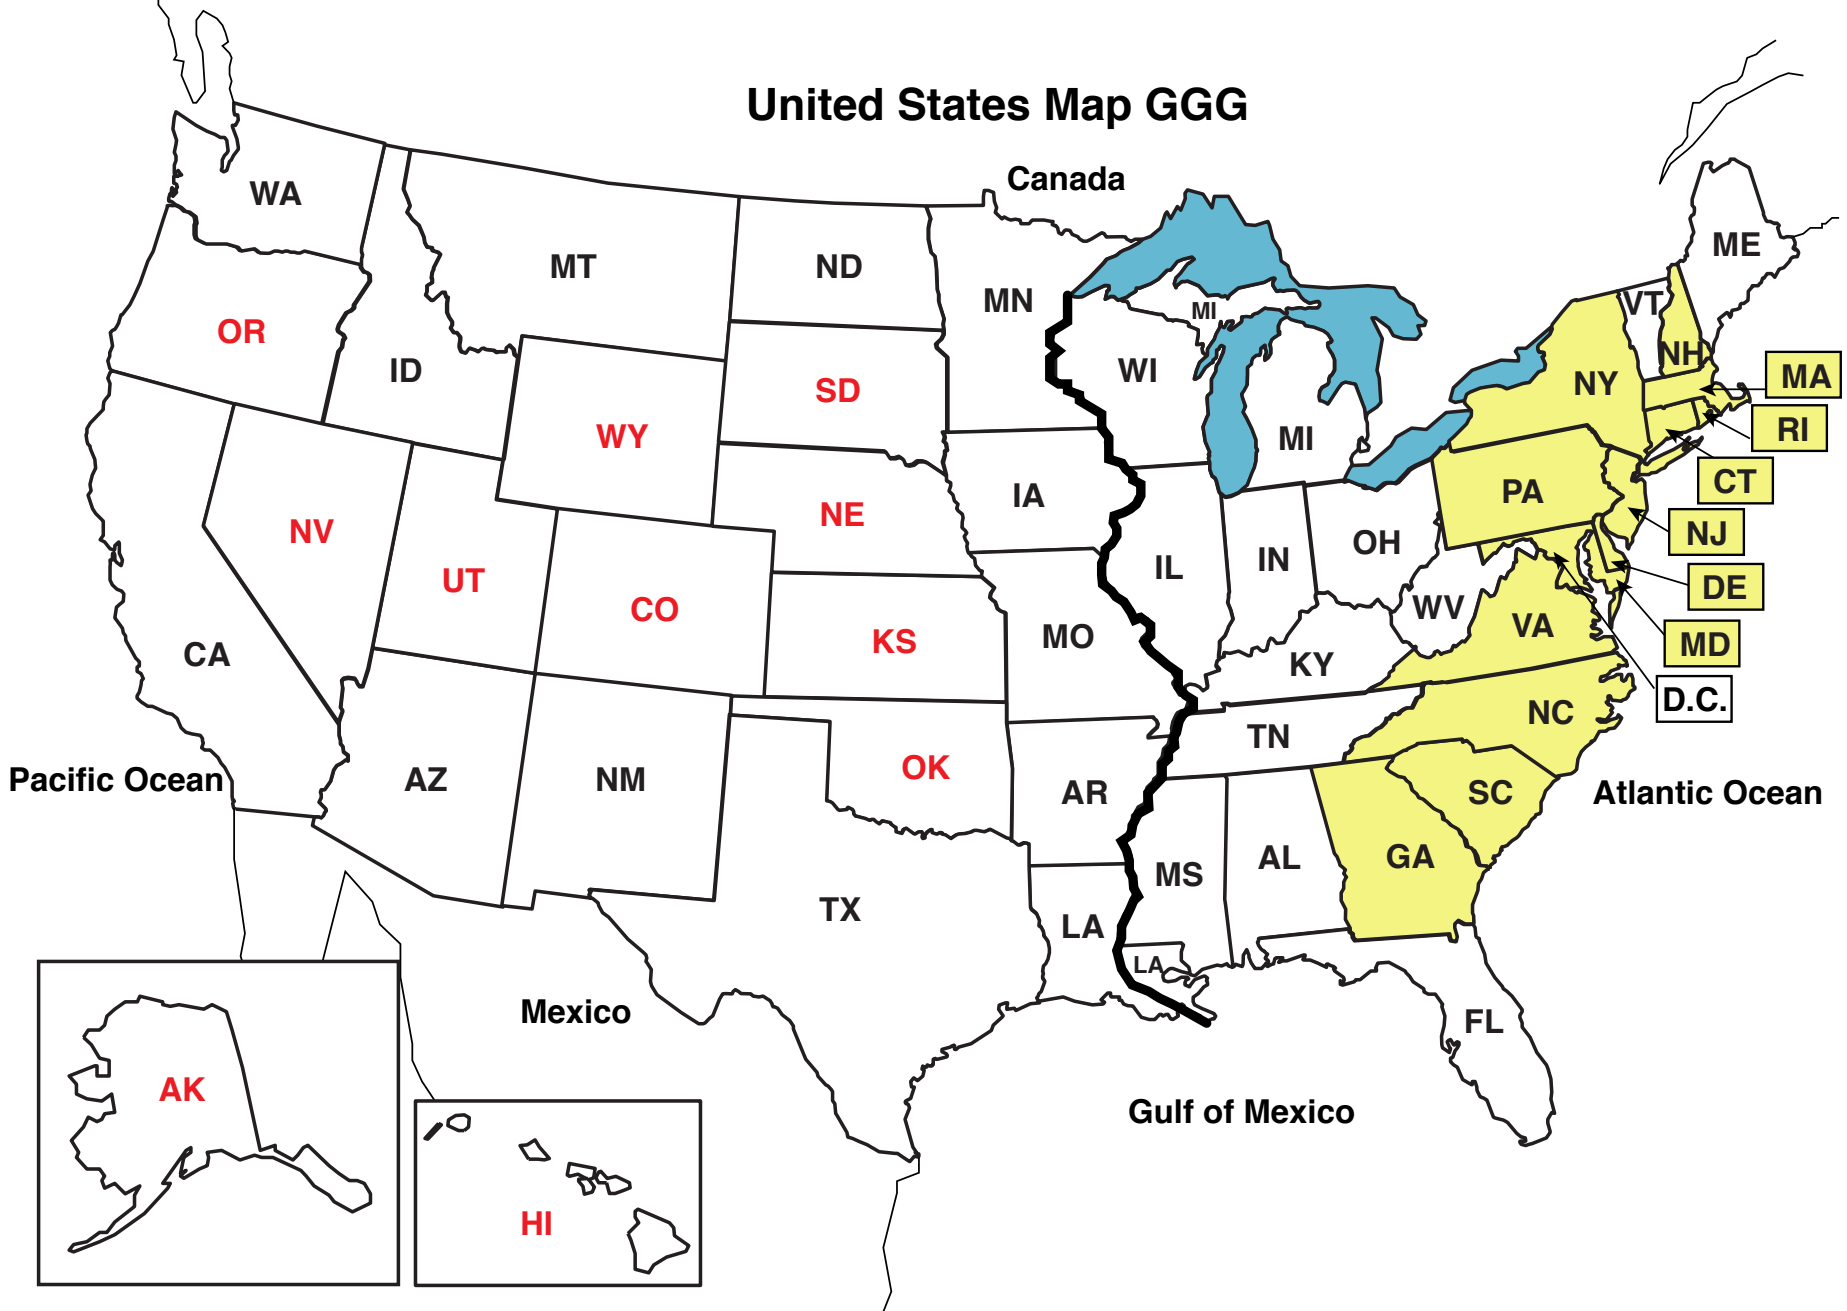 United States Map GGG
Canada
WA
MT
ND
MN
MI
ME
VT
OR
ID
SD
WI
NH
NY
MA
WY
MI
RI
CT
NV
NE
IA
PA
NJ
UT
CO
IL
IN
OH
DE
CA
KS
MO
WV
VA
MD
KY
D.C.
NC
TN
Pacific Ocean
AZ
NM
OK
AR
SC
Atlantic Ocean
MS
AL
GA
TX
LA
LA
Mexico
FL
AK
Gulf of Mexico
HI